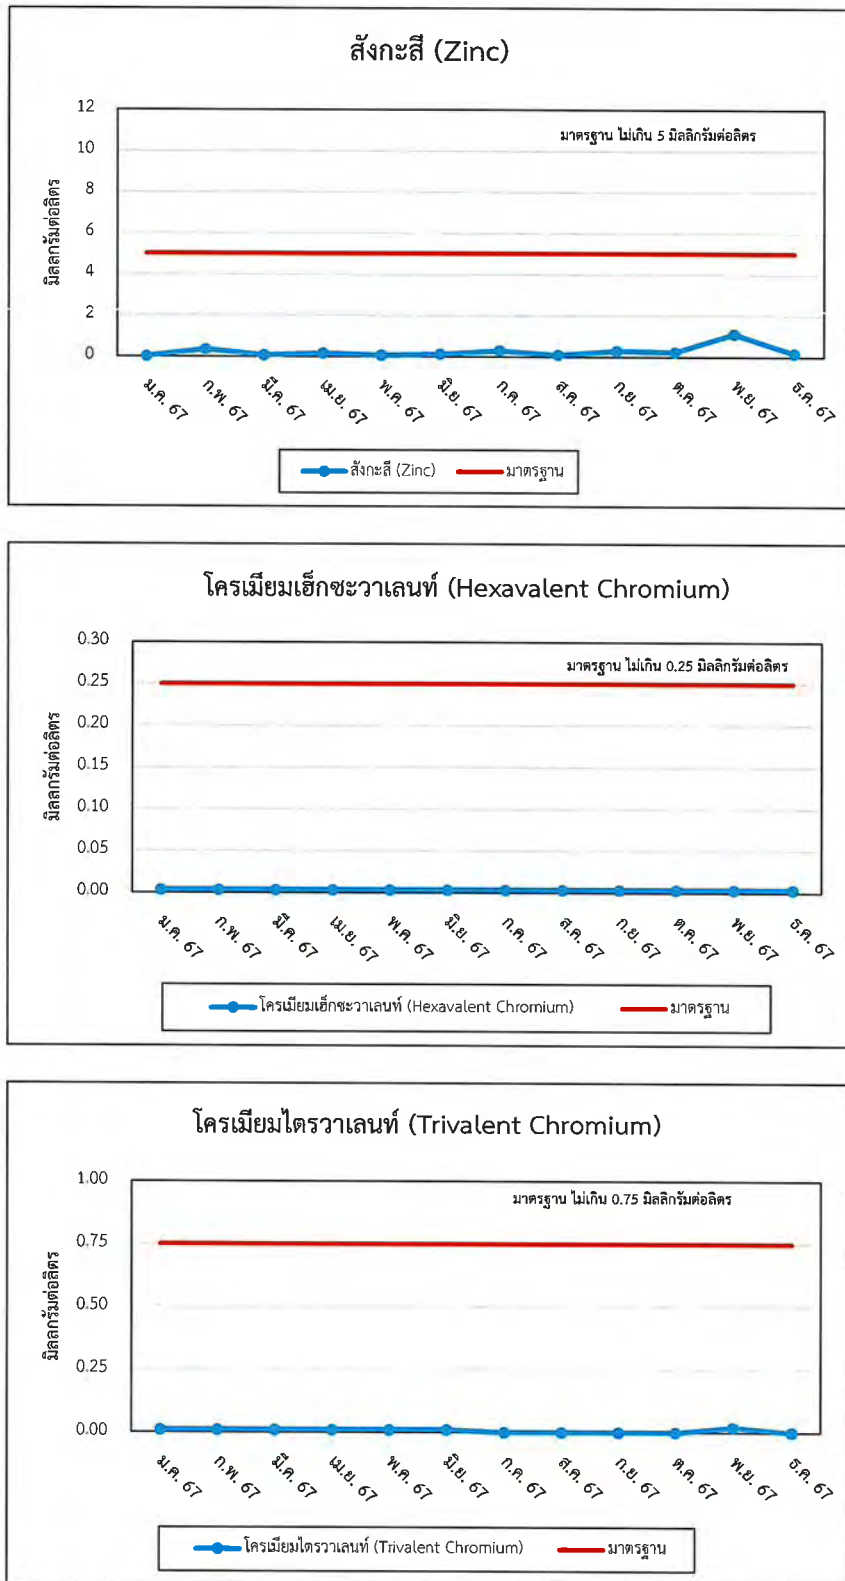 สังกะสี (Zinc)
มาตรฐาน ไม่เกิน 5 มิลลิกรัมต่อลิตร
มิลลกรัมต่อลิตร
12
10
8
6
4
2
0
ม.ค. 67 ก.พ. 67 มี.ค. 67 เม.ย. 67 พ.ค. 67 มิ.ย. 67 ก.ค. 67 ส.ค. 67 ก.ย. 67 ต.ค. 67 พ.ย. 67 ธ.ค. 67
สังกะสี (Zinc) มาตรฐาน
โครเมียมเฮ็กซะวาเลนท์ (Hexavalent Chromium)
มาตรฐาน ไม่เกิน 0.25 มิลลิกรัมต่อลิตร
มิลลกรัมต่อลิตร
0.30
0.25
0.20
0.15
0.10
0.05
0.00
ม.ค. 67 ก.พ. 67 มี.ค. 67 เม.ย. 67 พ.ค. 67 มิ.ย. 67 ก.ค. 67 ส.ค. 67 ก.ย. 67 ต.ค. 67 พ.ย. 67 ธ.ค. 67
โครเมียมเฮ็กซะวาเลนท์ (Hexavalent Chromium) มาตรฐาน
โครเมียมไตรวาเลนท์ (Trivalent Chromium)
มาตรฐาน ไม่เกิน 0.75 มิลลิกรัมต่อลิตร
มิลลกรัมต่อลิตร
1.00
0.75
0.50
0.25
0.00
ม.ค. 67 ก.พ. 67 มี.ค. 67 เม.ย. 67 พ.ค. 67 มิ.ย. 67 ก.ค. 67 ส.ค. 67 ก.ย. 67 ต.ค. 67 พ.ย. 67 ธ.ค. 67
โครเมียมไตรวาเลนท์ (Trivalent Chromium) มาตรฐาน